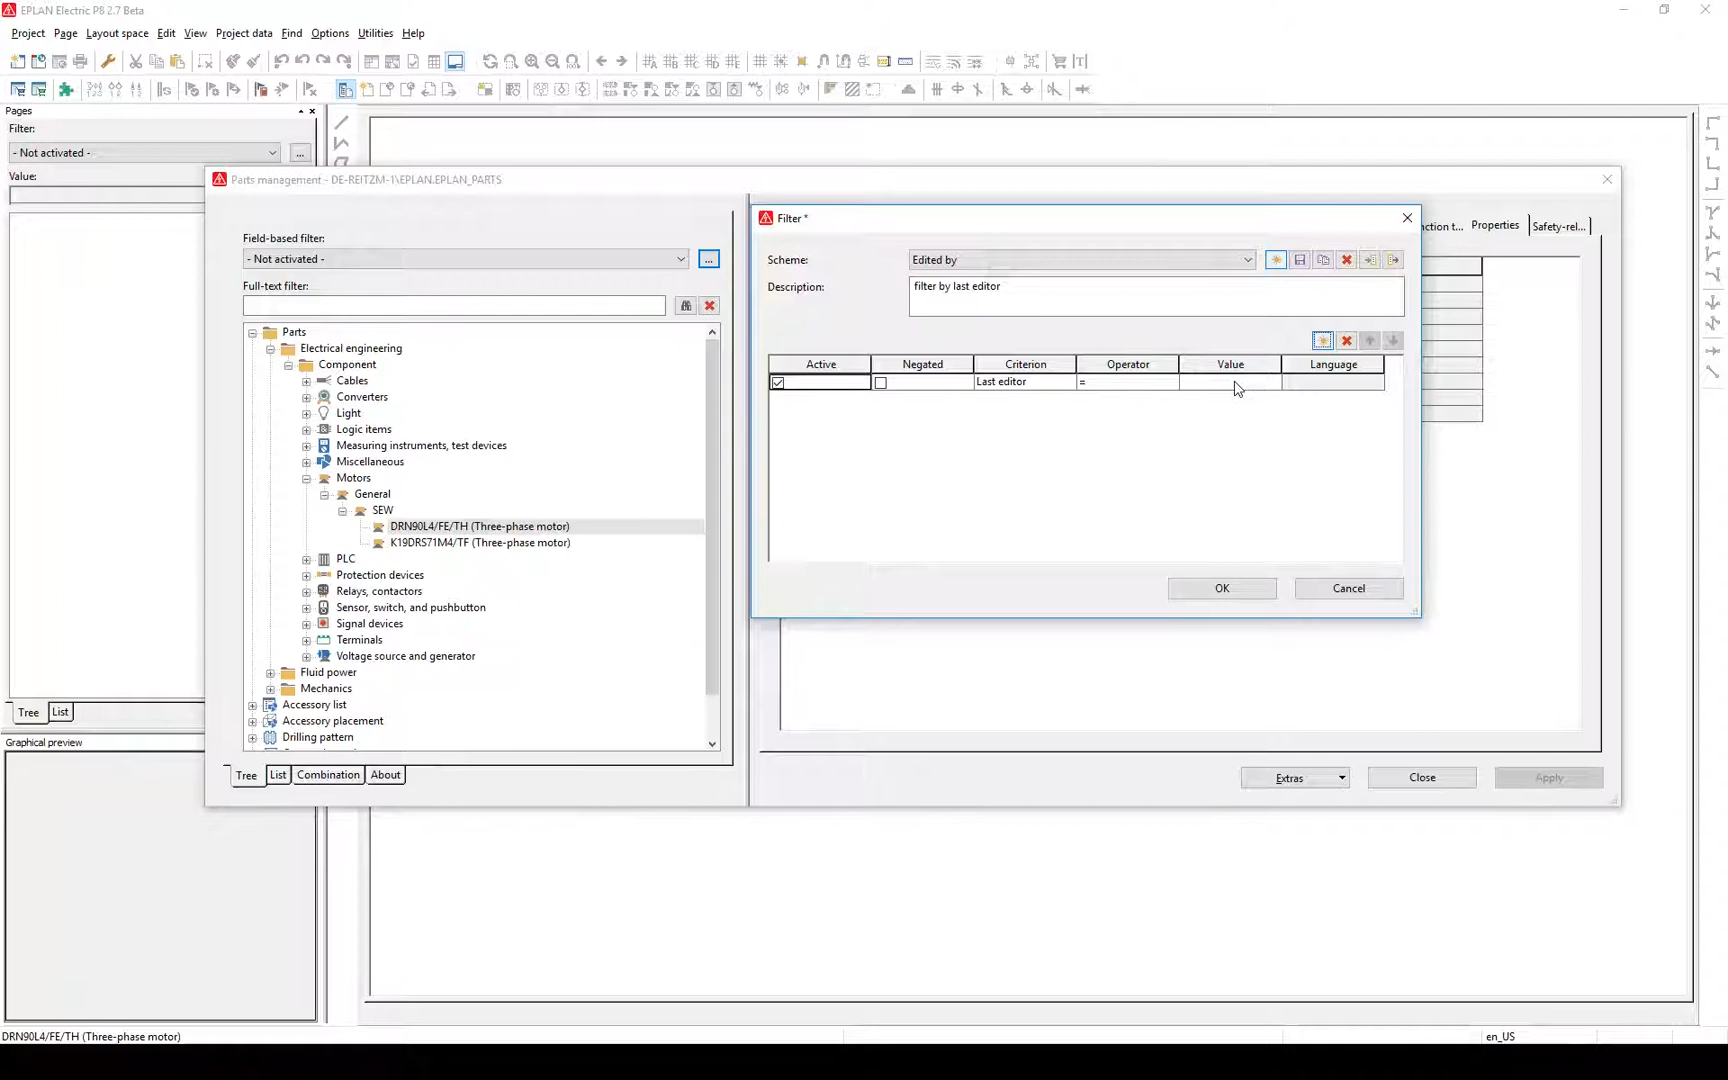 EPLAN Electric P8 2.7 Beta
Project Page Layout space Edit View Project data Find Options Utilities Help
Pages
Filter:
- Not activated -
...
Value:
Tree List
Graphical preview
Parts management - DE-REITZM-1\EPLAN.EPLAN_PARTS
Field-based filter:
- Not activated -
...
Full-text filter:
Parts
Electrical engineering
Component
Cables
Converters
Light
Logic items
Measuring instruments, test devices
Miscellaneous
Motors
General
SEW
DRN90L4/FE/TH (Three-phase motor)
K19DRS71M4/TF (Three-phase motor)
PLC
Protection devices
Relays, contactors
Sensor, switch, and pushbutton
Signal devices
Terminals
Voltage source and generator
Fluid power
Mechanics
Accessory list
Accessory placement
Drilling pattern
Tree List Combination About
Properties Safety-rel...
Filter *
Scheme: Edited by
Description: filter by last editor
Active Negated Criterion Operator Value Language
Last editor =
OK Cancel
Extras Close Apply
DRN90L4/FE/TH (Three-phase motor)
en_US